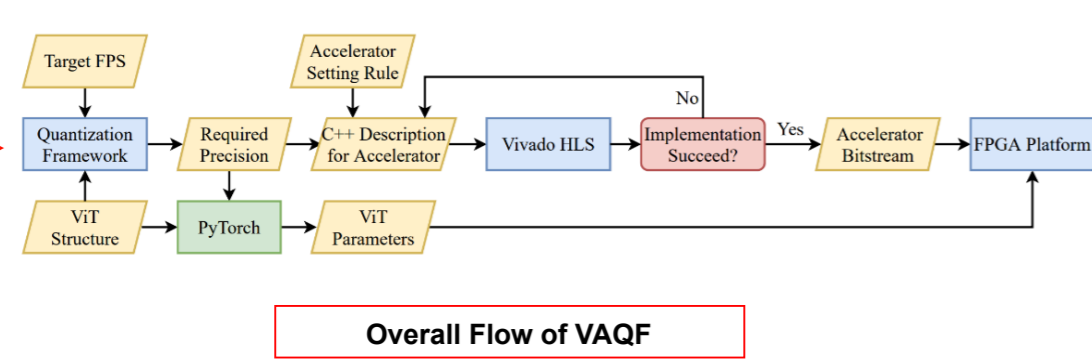 Target FPS
Accelerator
Setting Rule
No
Quantization
Framework
Required
Precision
C++ Description
for Accelerator
Vivado HLS
Implementation
Succeed?
Yes
Accelerator
Bitstream
FPGA Platform
ViT
Structure
PyTorch
ViT
Parameters
Overall Flow of VAQF